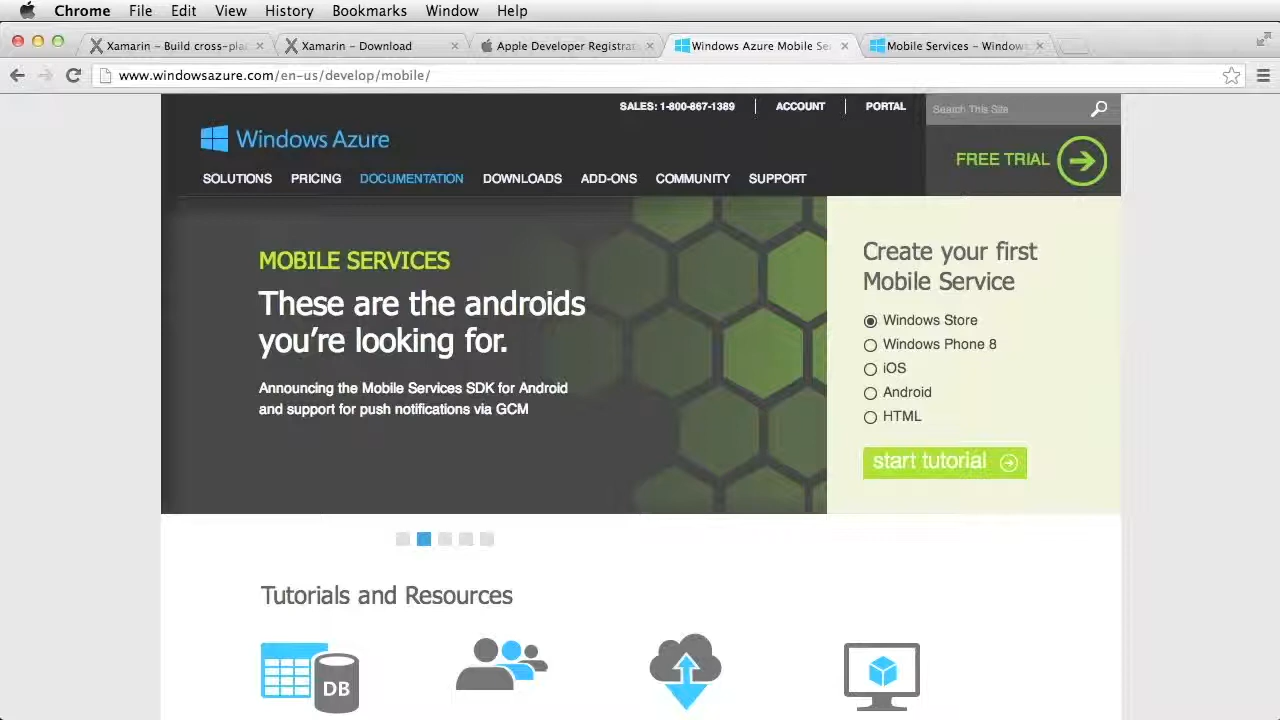 Chrome File Edit View History Bookmarks Window Help
Xamarin - Build cross-pla
Xamarin - Download
Apple Developer Registrat
Windows Azure Mobile Se
Mobile Services - Window
www.windowsazure.com/en-us/develop/mobile/
SALES: 1-800-867-1389 ACCOUNT PORTAL
Search This Site
Windows Azure
FREE TRIAL
SOLUTIONS PRICING DOCUMENTATION DOWNLOADS ADD-ONS COMMUNITY SUPPORT
MOBILE SERVICES
These are the androids
you're looking for.
Announcing the Mobile Services SDK for Android
and support for push notifications via GCM
Create your first
Mobile Service
Windows Store
Windows Phone 8
iOS
Android
HTML
start tutorial
Tutorials and Resources
DB